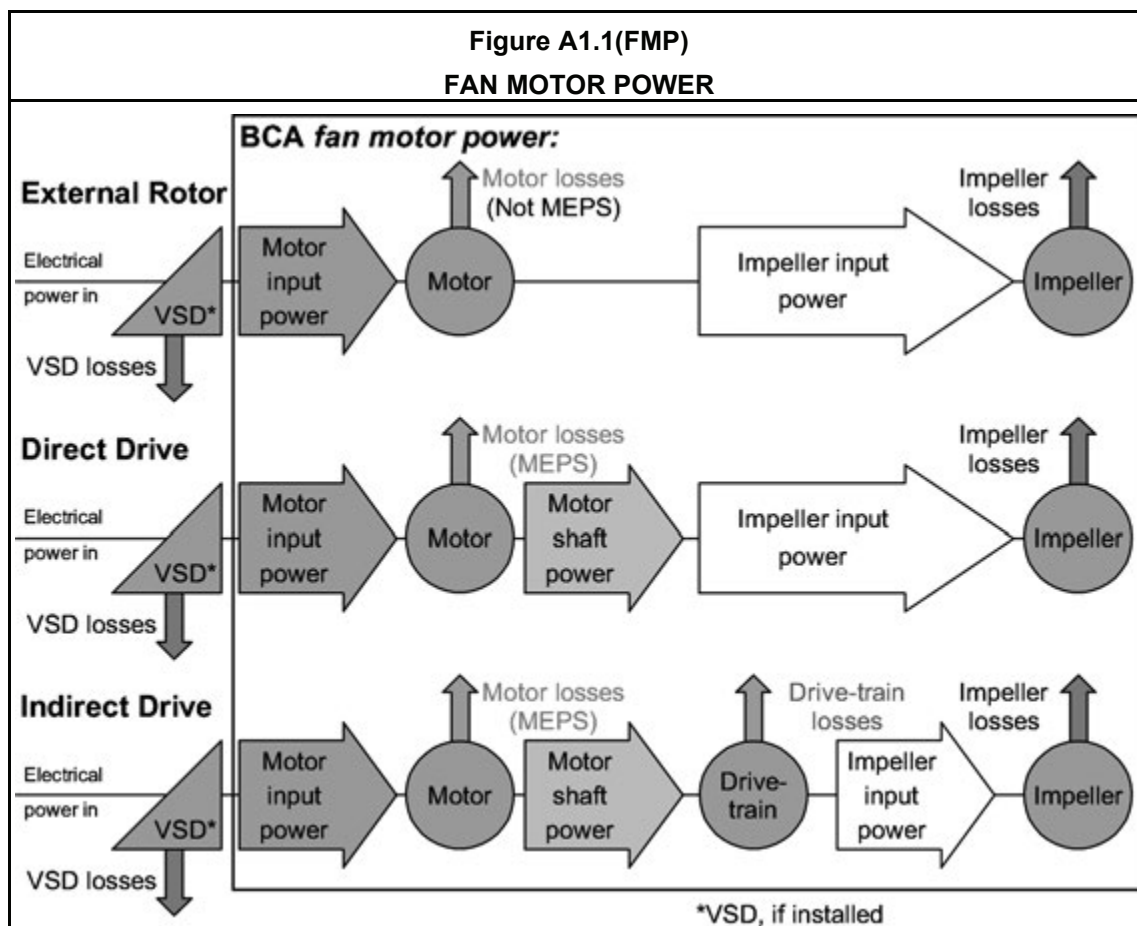 Figure A1.1(FMP)
FAN MOTOR POWER
BCA fan motor power:
External Rotor
Electrical
power in
VSD*
VSD losses
Motor
input
power
Motor
Motor losses
(Not MEPS)
Impeller input
power
Impeller
losses
Impeller
Direct Drive
Electrical
power in
VSD*
VSD losses
Motor
input
power
Motor
Motor losses
(MEPS)
Motor
shaft
power
Impeller input
power
Impeller
losses
Impeller
Indirect Drive
Electrical
power in
VSD*
VSD losses
Motor
input
power
Motor
Motor losses
(MEPS)
Motor
shaft
power
Drive-
train
Drive-train
losses
Impeller
input
power
Impeller
losses
Impeller
*VSD, if installed